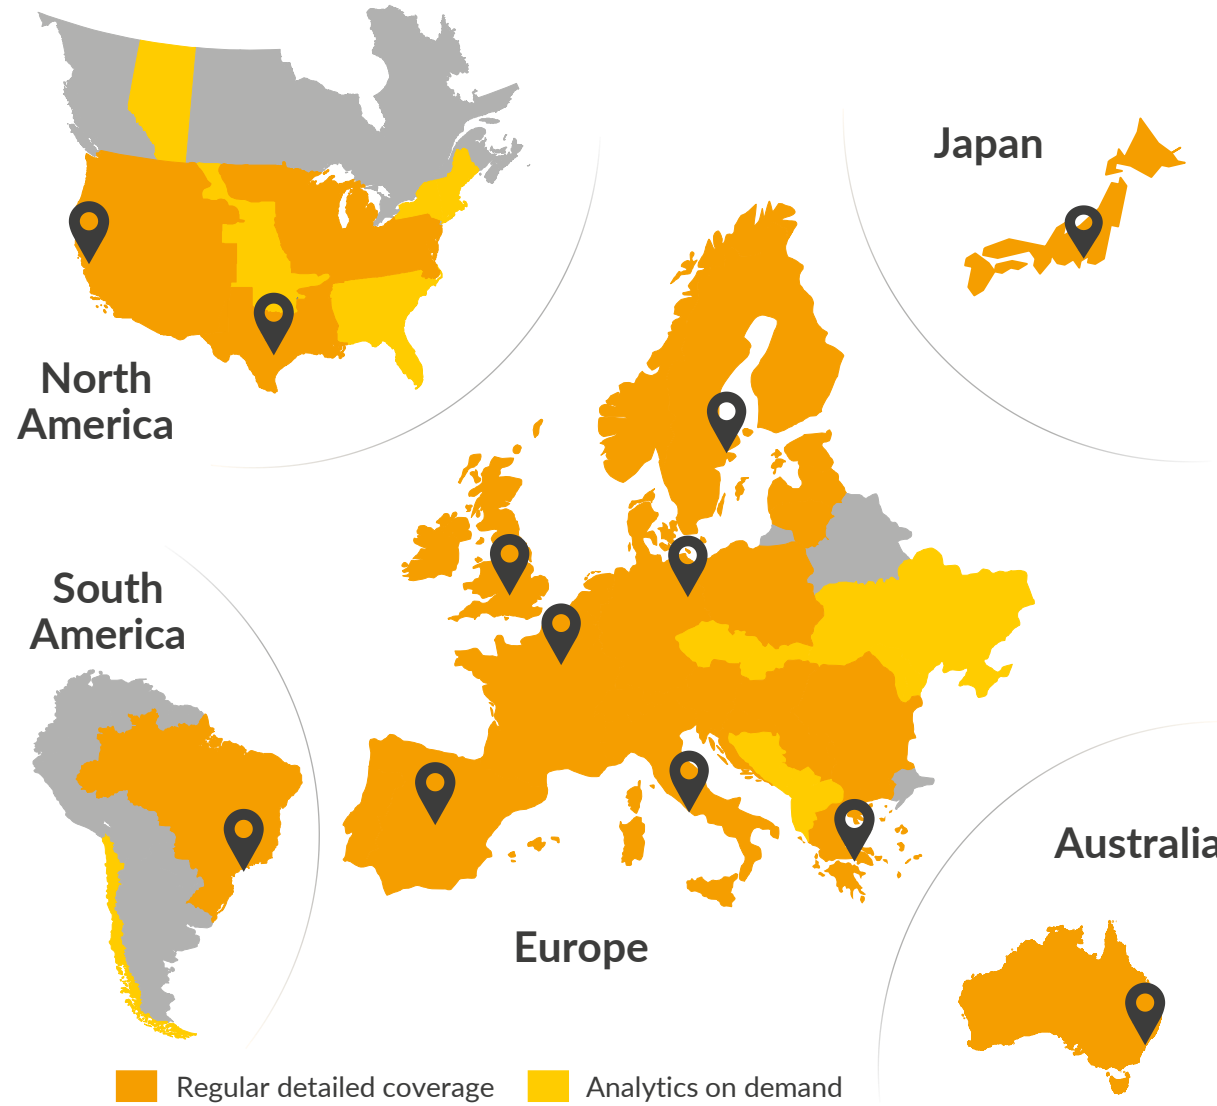 Japan
North
America
South
America
Australia
Europe
Regular detailed coverage
Analytics on demand